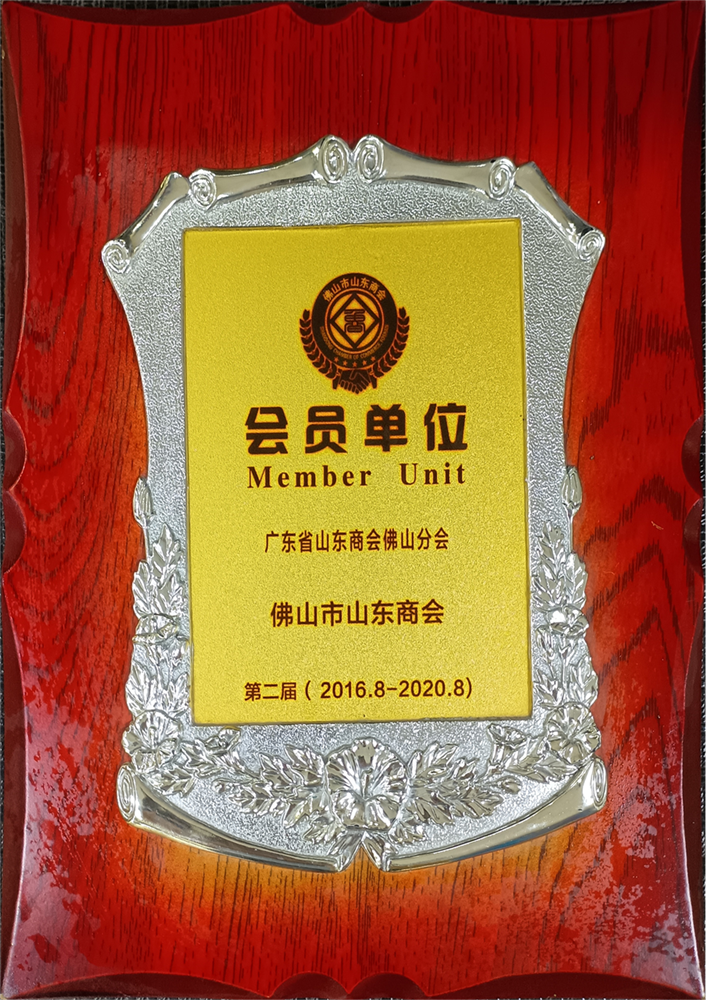 佛山市山东商会
会员单位
Member Unit
广东省山东商会佛山分会
佛山市山东商会
第二届 ( 2016.8-2020.8)